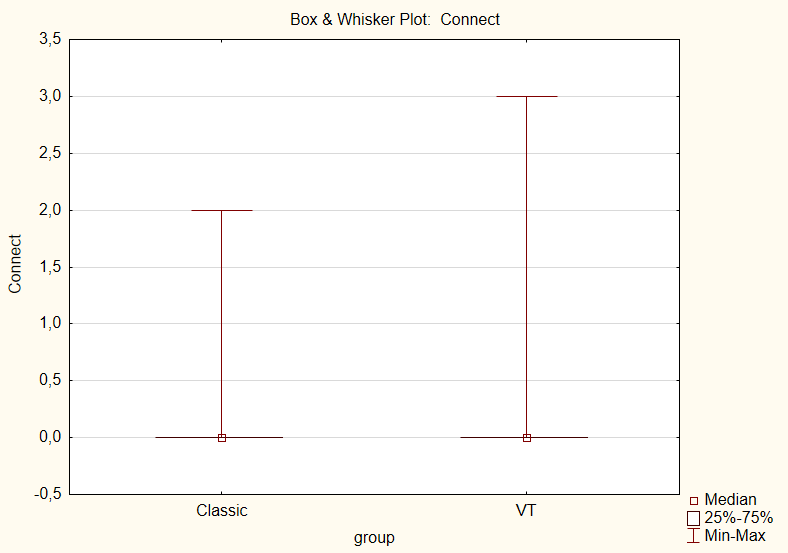 Box & Whisker Plot:  Connect
3,5
3,0
2,5
2,0
1,5
1,0
0,5
0,0
-0,5
Connect
Classic
VT
group
Median
25%-75%
Min-Max